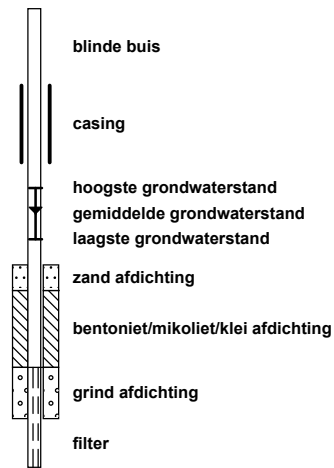 blinde buis
casing
hoogste grondwaterstand
gemiddelde grondwaterstand
laagste grondwaterstand
zand afdichting
bentoniet/mikoliet/klei afdichting
grind afdichting
filter